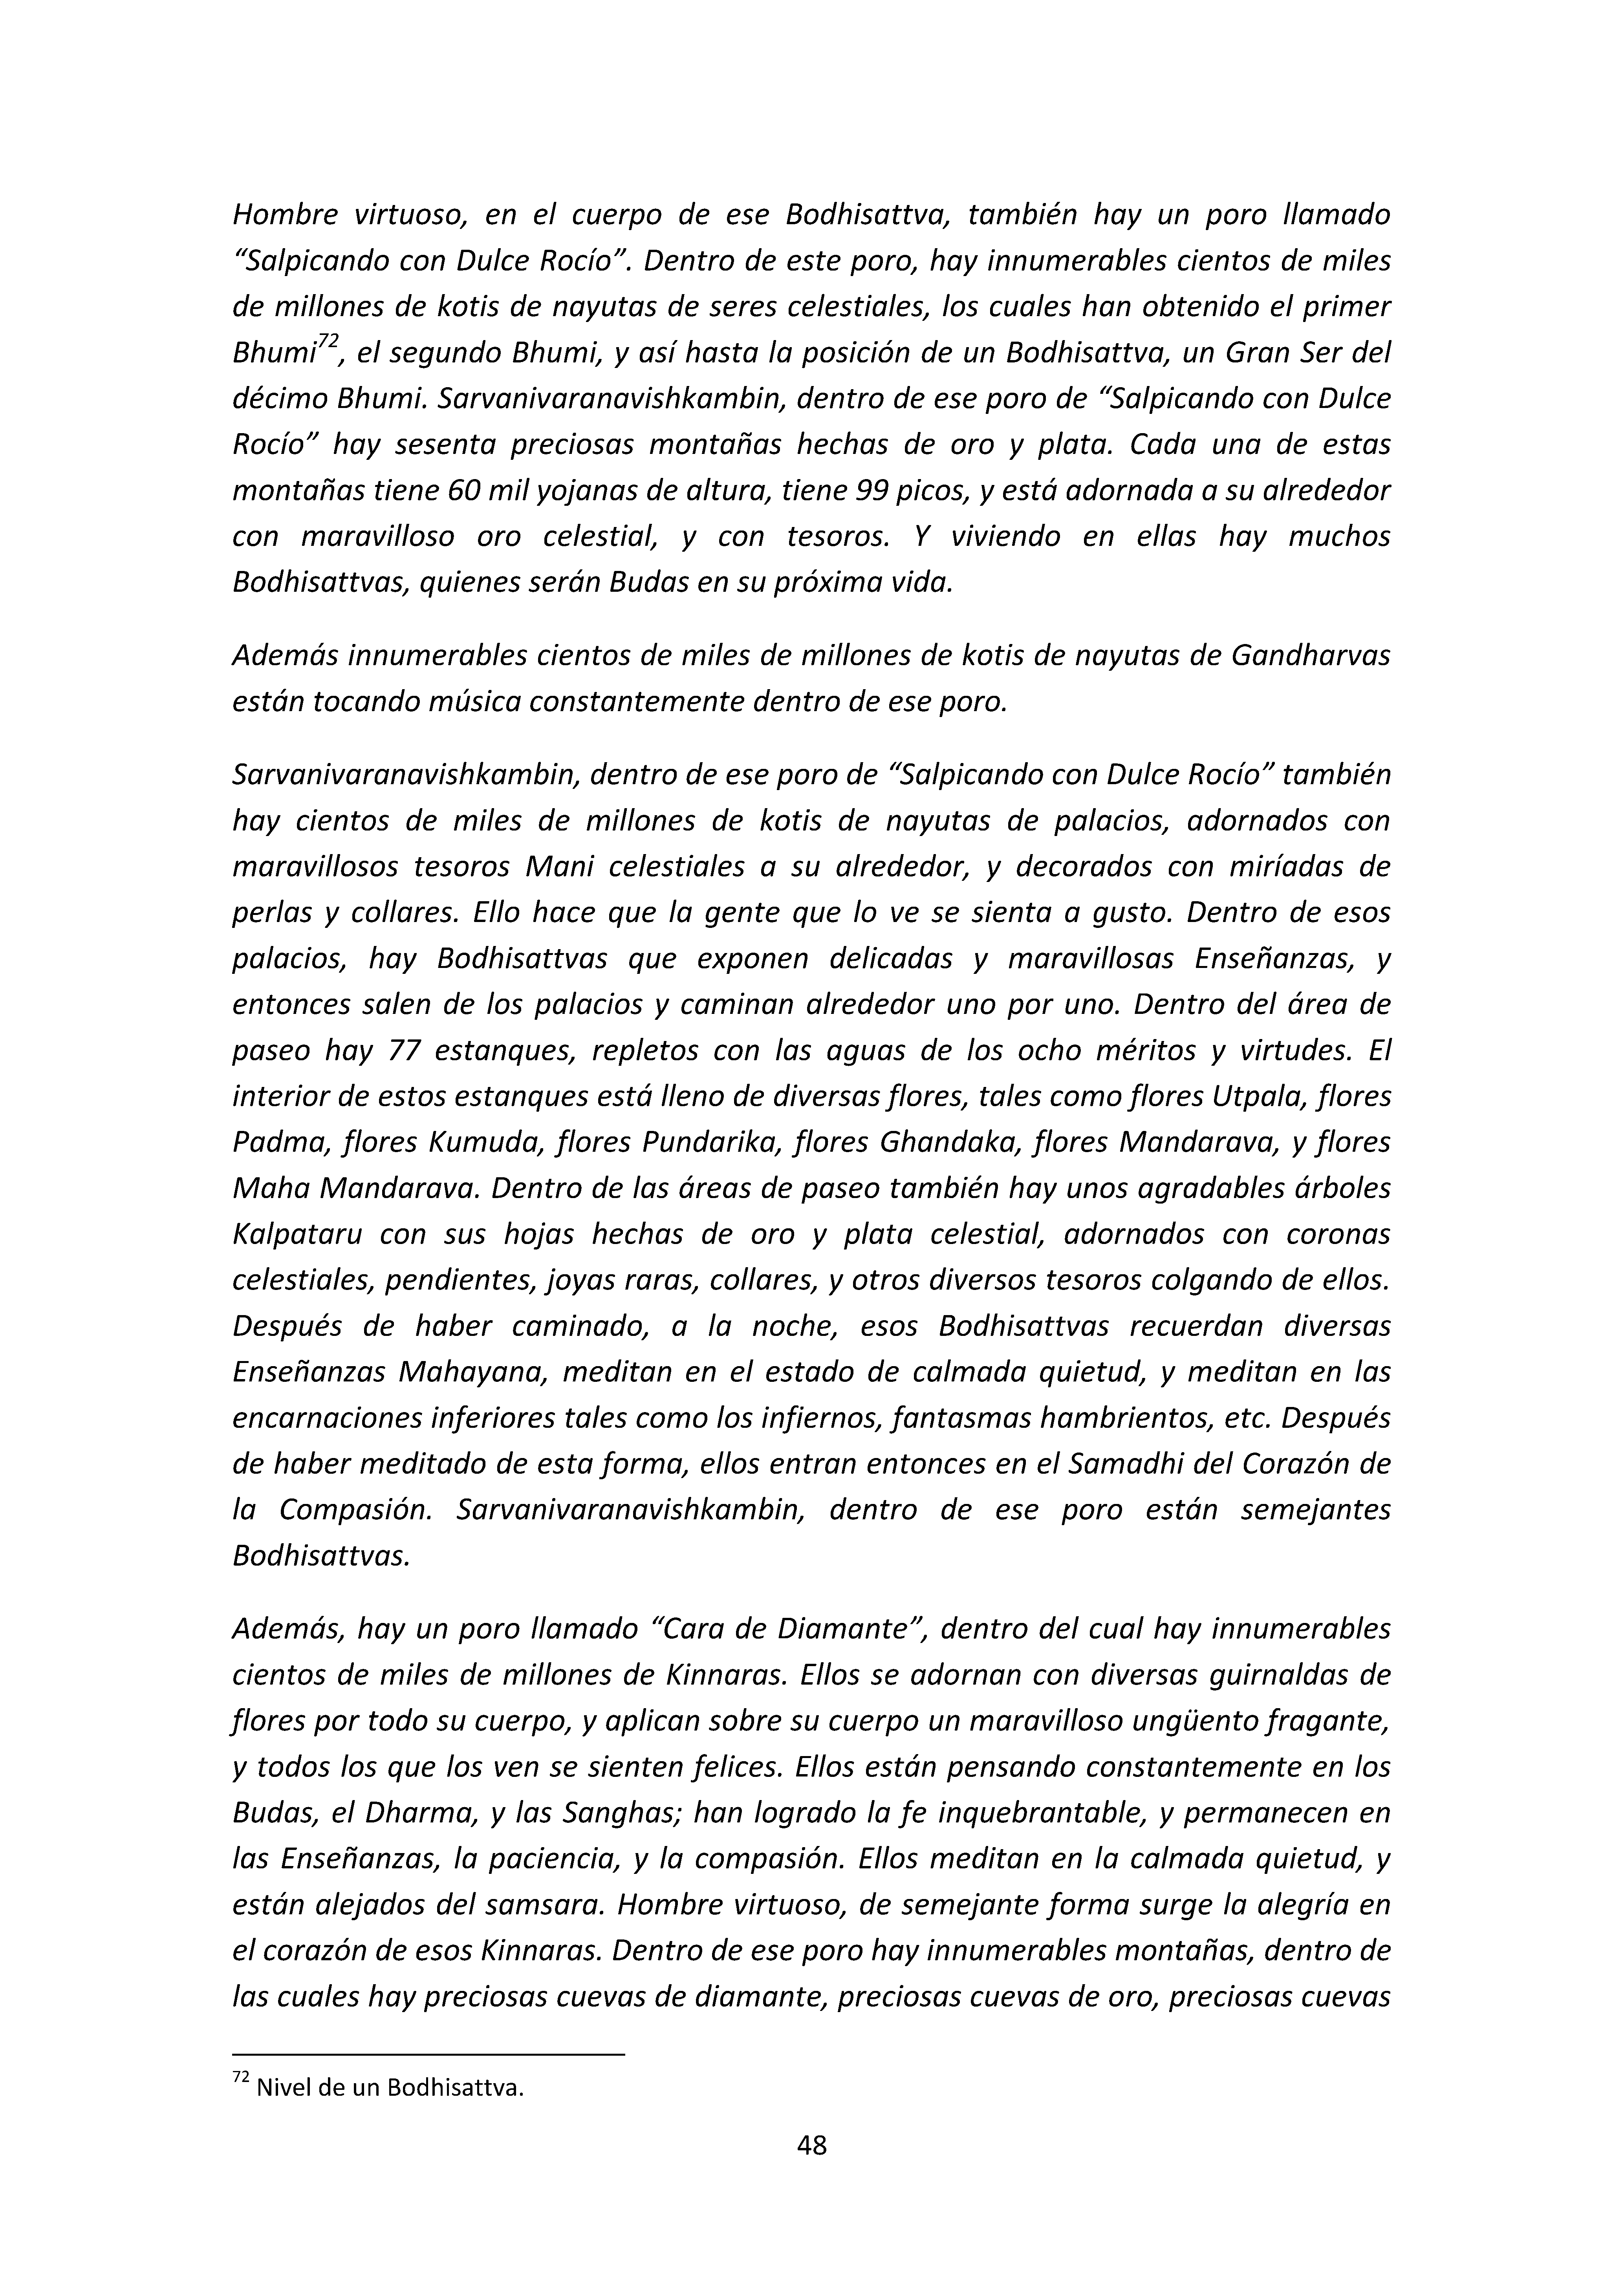 Hombre virtuoso, en el cuerpo de ese Bodhisattva, también hay un poro llamado
“Salpicando con Dulce Rocío”. Dentro de este poro, hay innumerables cientos de miles
de millones de kotis de nayutas de seres celestiales, los cuales han obtenido el primer
Bhumi72, el segundo Bhumi, y así hasta la posición de un Bodhisattva, un Gran Ser del
décimo Bhumi. Sarvanivaranavishkambin, dentro de ese poro de “Salpicando con Dulce
Rocío” hay sesenta preciosas montañas hechas de oro y plata. Cada una de estas
montañas tiene 60 mil yojanas de altura, tiene 99 picos, y está adornada a su alrededor
con maravilloso oro celestial, y con tesoros. Y viviendo en ellas hay muchos
Bodhisattvas, quienes serán Budas en su próxima vida.
Además innumerables cientos de miles de millones de kotis de nayutas de Gandharvas
están tocando música constantemente dentro de ese poro.
Sarvanivaranavishkambin, dentro de ese poro de “Salpicando con Dulce Rocío” también
hay cientos de miles de millones de kotis de nayutas de palacios, adornados con
maravillosos tesoros Mani celestiales a su alrededor, y decorados con miríadas de
perlas y collares. Ello hace que la gente que lo ve se sienta a gusto. Dentro de esos
palacios, hay Bodhisattvas que exponen delicadas y maravillosas Enseñanzas, y
entonces salen de los palacios y caminan alrededor uno por uno. Dentro del área de
paseo hay 77 estanques, repletos con las aguas de los ocho méritos y virtudes. El
interior de estos estanques está lleno de diversas flores, tales como flores Utpala, flores
Padma, flores Kumuda, flores Pundarika, flores Ghandaka, flores Mandarava, y flores
Maha Mandarava. Dentro de las áreas de paseo también hay unos agradables árboles
Kalpataru con sus hojas hechas de oro y plata celestial, adornados con coronas
celestiales, pendientes, joyas raras, collares, y otros diversos tesoros colgando de ellos.
Después de haber caminado, a la noche, esos Bodhisattvas recuerdan diversas
Enseñanzas Mahayana, meditan en el estado de calmada quietud, y meditan en las
encarnaciones inferiores tales como los infiernos, fantasmas hambrientos, etc. Después
de haber meditado de esta forma, ellos entran entonces en el Samadhi del Corazón de
la Compasión. Sarvanivaranavishkambin, dentro de ese poro están semejantes
Bodhisattvas.
Además, hay un poro llamado “Cara de Diamante”, dentro del cual hay innumerables
cientos de miles de millones de Kinnaras. Ellos se adornan con diversas guirnaldas de
flores por todo su cuerpo, y aplican sobre su cuerpo un maravilloso ungüento fragante,
y todos los que los ven se sienten felices. Ellos están pensando constantemente en los
Budas, el Dharma, y las Sanghas; han logrado la fe inquebrantable, y permanecen en
las Enseñanzas, la paciencia, y la compasión. Ellos meditan en la calmada quietud, y
están alejados del samsara. Hombre virtuoso, de semejante forma surge la alegría en
el corazón de esos Kinnaras. Dentro de ese poro hay innumerables montañas, dentro de
las cuales hay preciosas cuevas de diamante, preciosas cuevas de oro, preciosas cuevas
72 Nivel de un Bodhisattva.
48